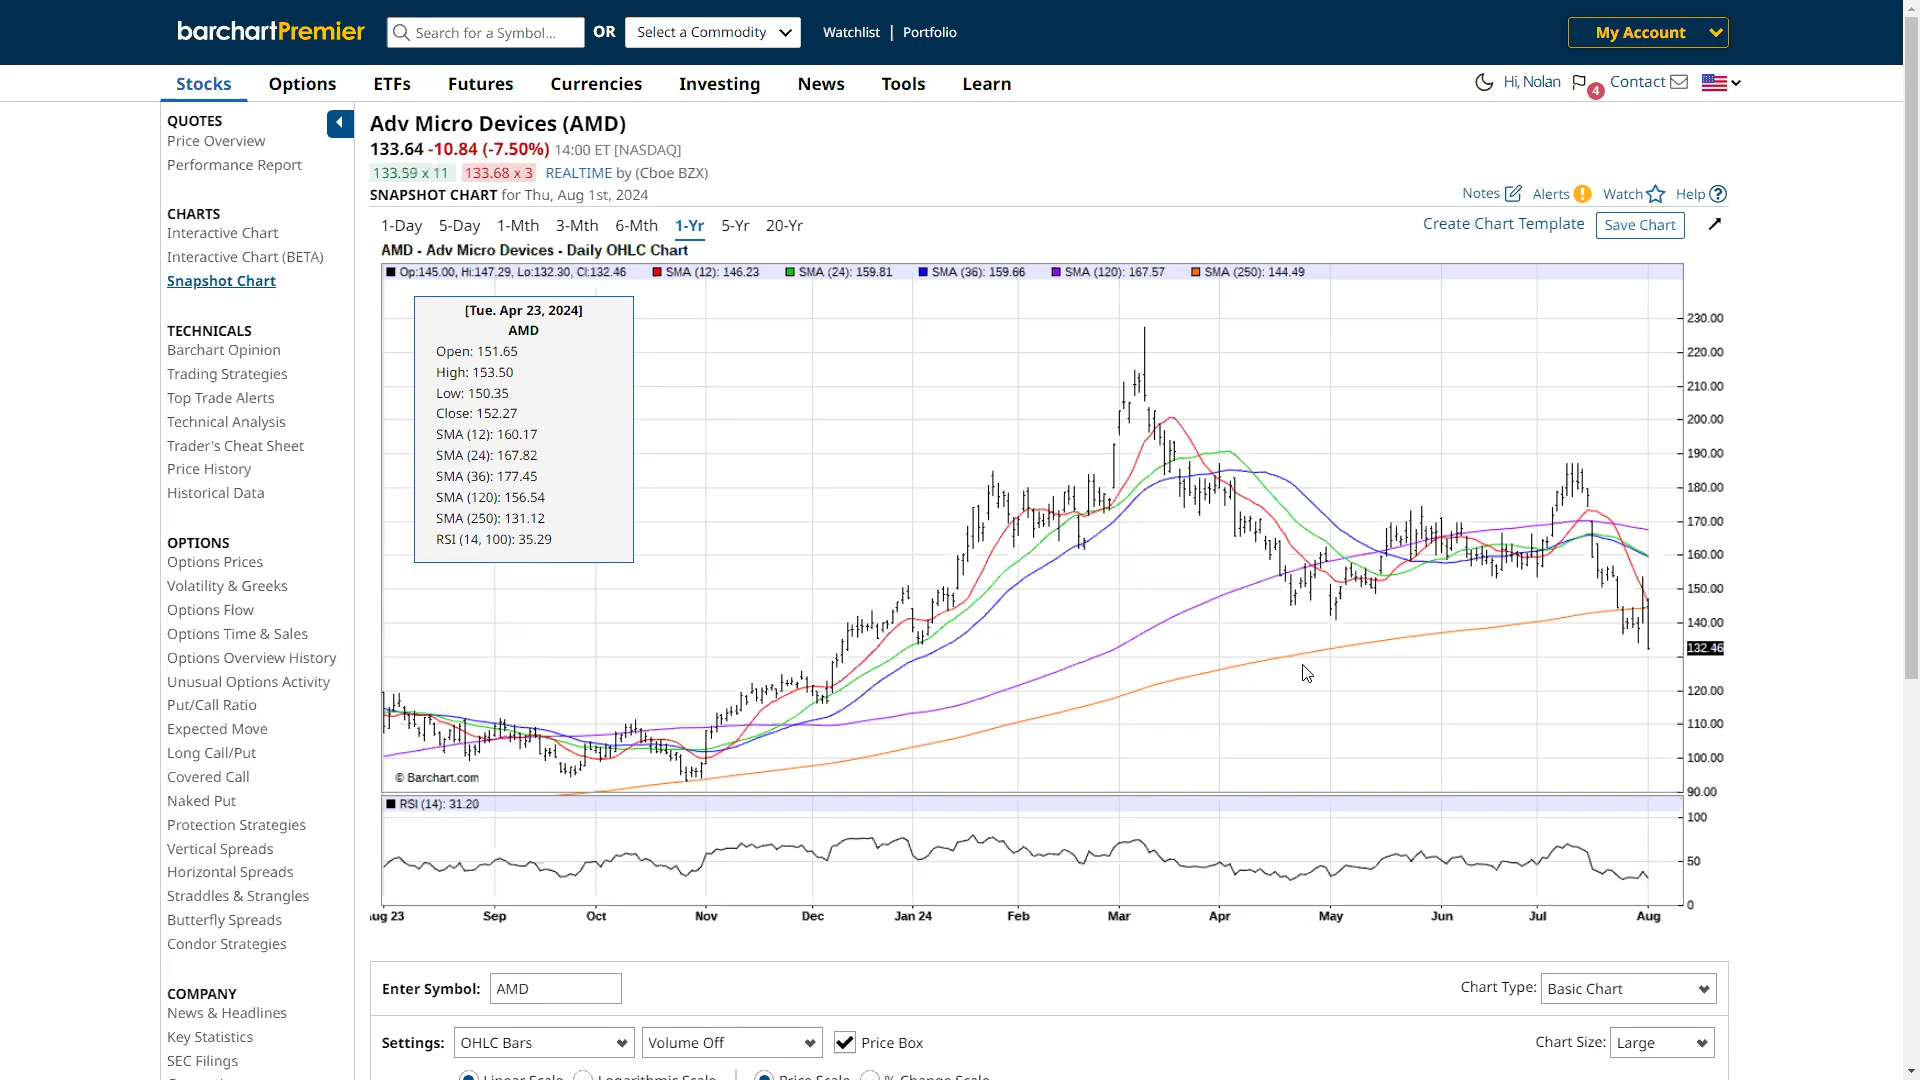 barchartPremier
Search for a Symbol...
OR
Select a Commodity
Watchlist | Portfolio
My Account
Stocks
Options
ETFs
Futures
Currencies
Investing
News
Tools
Learn
Hi, Nolan
4
Contact
QUOTES
Price Overview
Performance Report
CHARTS
Interactive Chart
Interactive Chart (BETA)
Snapshot Chart
TECHNICALS
Barchart Opinion
Trading Strategies
Top Trade Alerts
Technical Analysis
Trader's Cheat Sheet
Price History
Historical Data
OPTIONS
Options Prices
Volatility & Greeks
Options Flow
Options Time & Sales
Options Overview History
Unusual Options Activity
Put/Call Ratio
Expected Move
Long Call/Put
Covered Call
Naked Put
Protection Strategies
Vertical Spreads
Horizontal Spreads
Straddles & Strangles
Butterfly Spreads
Condor Strategies
COMPANY
News & Headlines
Key Statistics
SEC Filings
Adv Micro Devices (AMD)
133.64 -10.84 (-7.50%) 14:00 ET [NASDAQ]
133.59 x 11 133.68 x 3 REALTIME by (Cboe BZX)
SNAPSHOT CHART for Thu, Aug 1st, 2024
Notes
Alerts
Watch
Help
1-Day 5-Day 1-Mth 3-Mth 6-Mth 1-Yr 5-Yr 20-Yr
Create Chart Template
Save Chart
AMD - Adv Micro Devices - Daily OHLC Chart
Op:145.00, Hi:147.29, Lo:132.30, Cl:132.46 SMA (12): 146.23 SMA (24): 159.81 SMA (36): 159.66 SMA (120): 167.57 SMA (250): 144.49
[Tue. Apr 23, 2024]
AMD
Open: 151.65
High: 153.50
Low: 150.35
Close: 152.27
SMA (12): 160.17
SMA (24): 167.82
SMA (36): 177.45
SMA (120): 156.54
SMA (250): 131.12
RSI (14, 100): 35.29
230.00
220.00
210.00
200.00
190.00
180.00
170.00
160.00
150.00
140.00
132.46
120.00
110.00
100.00
90.00
© Barchart.com
RSI (14): 31.20
100
50
0
ug 23 Sep Oct Nov Dec Jan 24 Feb Mar Apr May Jun Jul Aug
Enter Symbol: AMD
Chart Type: Basic Chart
Settings: OHLC Bars Volume Off Price Box
Chart Size: Large
Linear Scale Logarithmic Scale | Price Scale % Change Scale